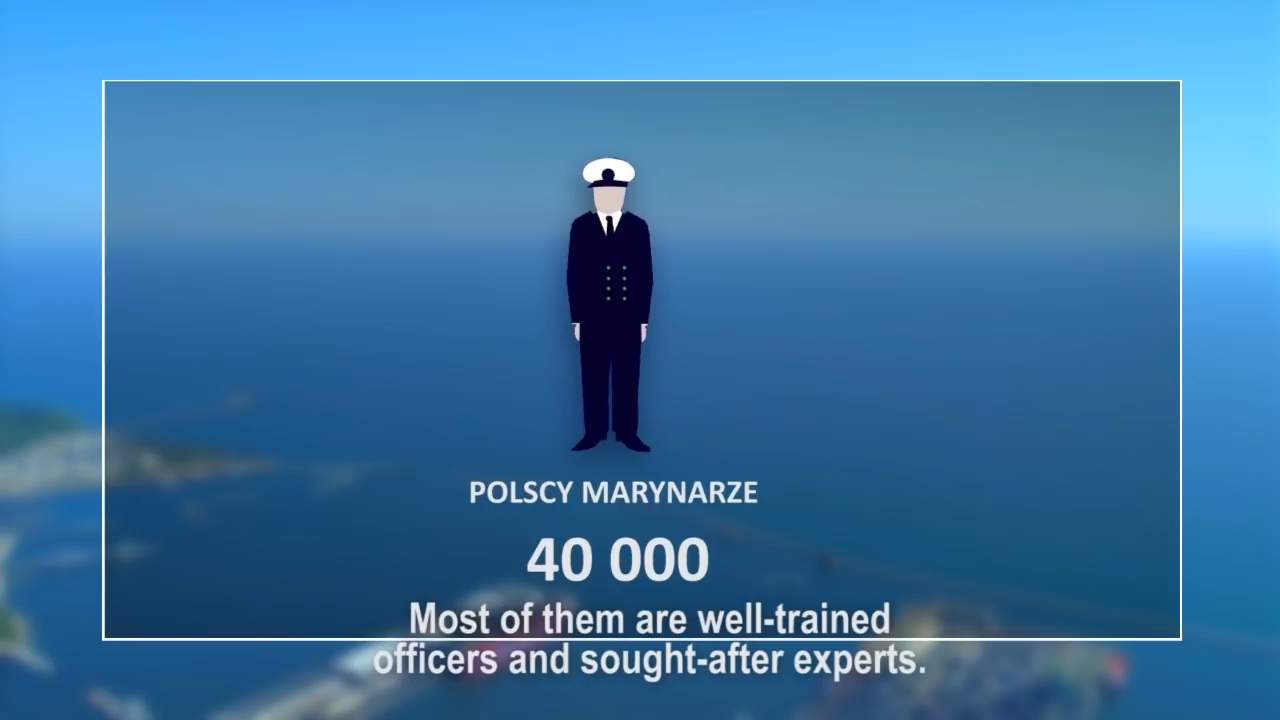 POLSCY MARYNARZE
40 000
Most of them are well-trained
officers and sought-after experts.